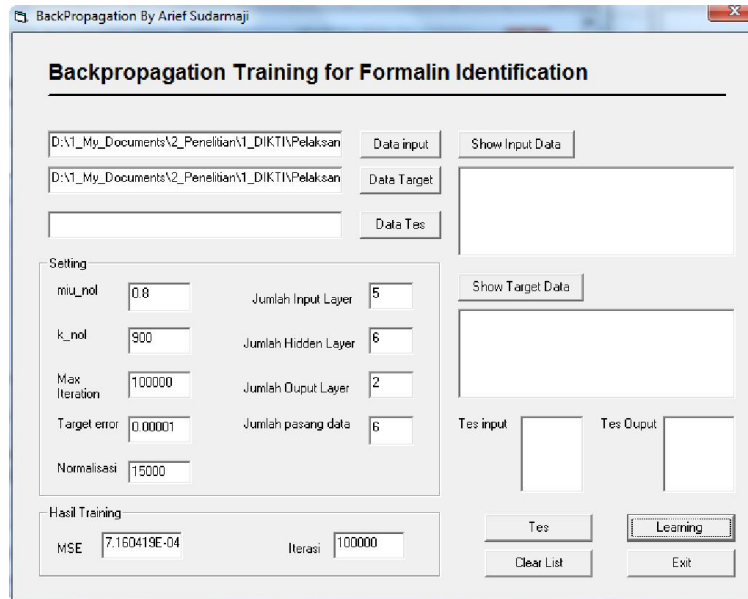 BackPropagation By Arief Sudarmaji
Backpropagation Training for Formalin Identification
D:\1_My_Documents\2_Penelitian\1_DIKTI\Pelaksan
Data input
Show Input Data
D:\1_My_Documents\2_Penelitian\1_DIKTI\Pelaksan
Data Target
Data Tes
Setting
miu_nol
0.8
Jumlah Input Layer
5
Show Target Data
k_nol
900
Jumlah Hidden Layer
6
Max Iteration
100000
Jumlah Ouput Layer
2
Target error
0.00001
Jumlah pasang data
6
Tes input
Tes Ouput
Normalisasi
15000
Hasil Training
MSE
7.160419E-04
Iterasi
100000
Tes
Learning
Clear List
Exit